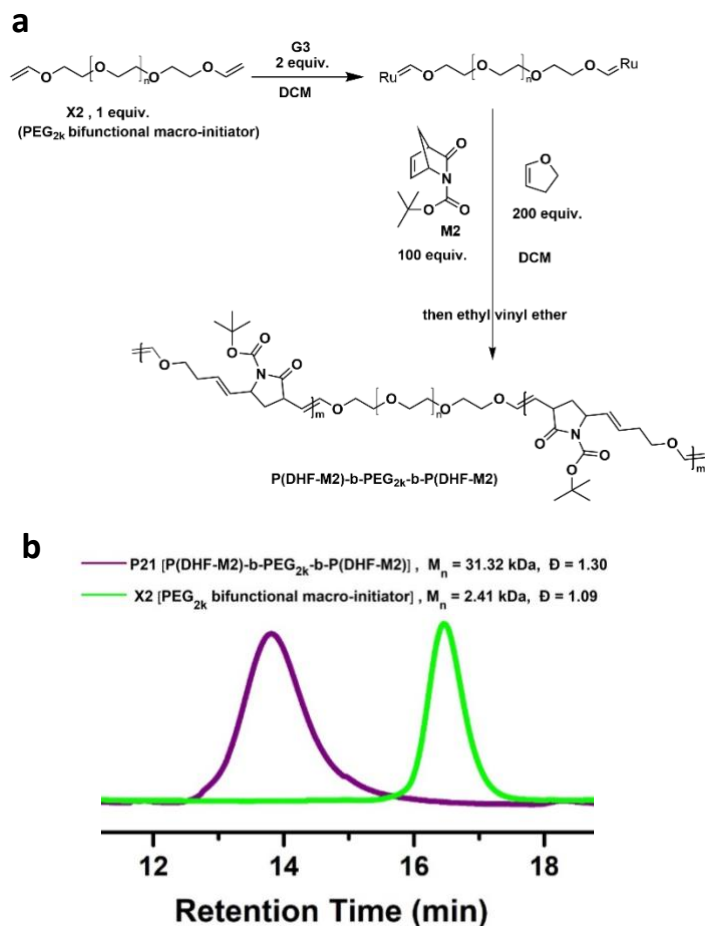 a
G3
2 equiv.
DCM
X2 , 1 equiv.
(PEG2k bifunctional macro-initiator)
O
[
O
]n
O
O
Ru
O
[
O
]n
O
O
Ru
O
N
O
O
M2
100 equiv.
O
200 equiv.
DCM
then ethyl vinyl ether
O
O
N
O
O
m
O
[
O
]n
O
O
O
N
O
O
O
m
P(DHF-M2)-b-PEG2k-b-P(DHF-M2)
b
P21 [P(DHF-M2)-b-PEG2k-b-P(DHF-M2)] , Mn = 31.32 kDa, Đ = 1.30
X2 [PEG2k bifunctional macro-initiator] , Mn = 2.41 kDa, Đ = 1.09
12 14 16 18
Retention Time (min)